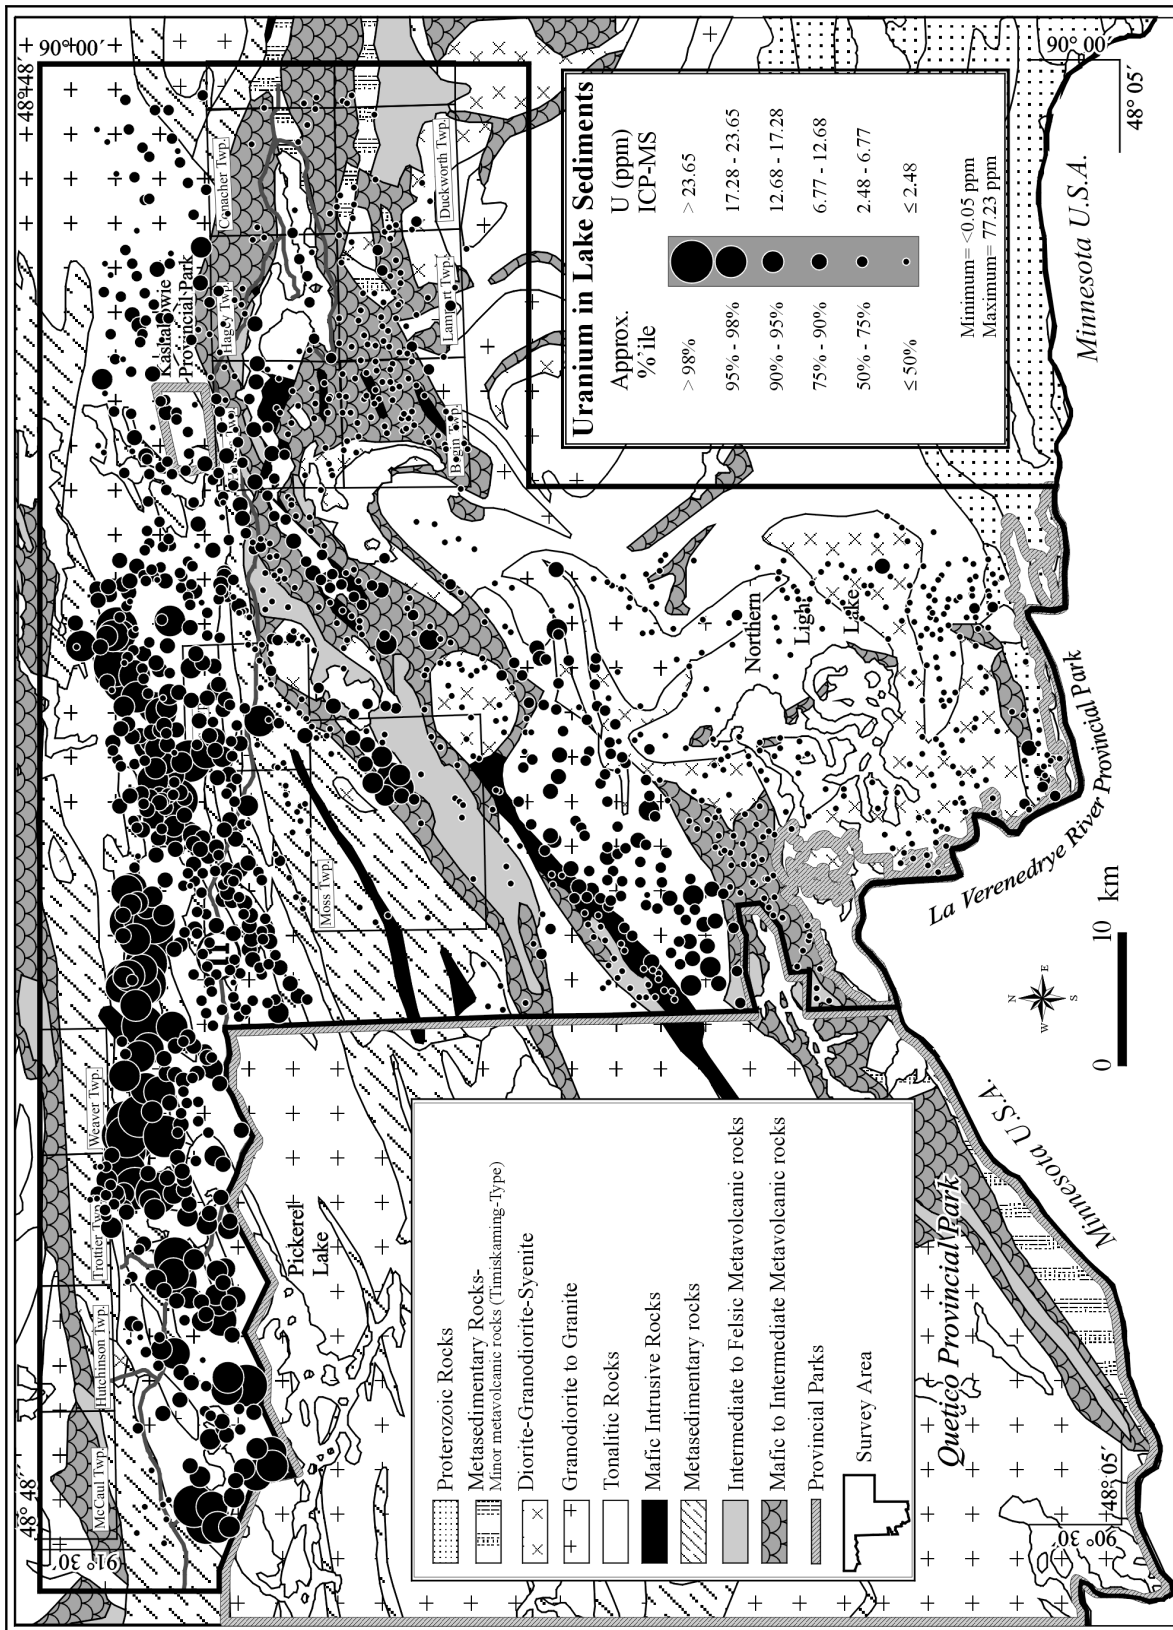 48°48´
90°00´
90° 00´
48° 05´
48° 48´
91° 30´
90° 30´
48° 05´
McCaul Twp.
Hutchinson Twp.
Trottier Twp.
Weaver Twp.
Moss Twp.
Hagey Twp.
Conacher Twp.
Begin Twp.
Lambert Twp.
Duckworth Twp.
Kashabowie
Provincial Park
11
Pickerel
Lake
Northern
Light
Lake
Quetico Provincial Park
La Verenedrye River Provincial Park
Minnesota U.S.A.
Minnesota U.S.A.
Uranium in Lake Sediments
Approx.
%'ile
U (ppm)
ICP-MS
> 98% > 23.65
95% - 98% 17.28 - 23.65
90% - 95% 12.68 - 17.28
75% - 90% 6.77 - 12.68
50% - 75% 2.48 - 6.77
≤ 50% ≤ 2.48
Minimum= <0.05 ppm
Maximum= 77.23 ppm
Proterozoic Rocks
Metasedimentary Rocks-
Minor metavolcanic rocks (Timiskaming-Type)
Diorite-Granodiorite-Syenite
Granodiorite to Granite
Tonalitic Rocks
Mafic Intrusive Rocks
Metasedimentary rocks
Intermediate to Felsic Metavolcanic rocks
Mafic to Intermediate Metavolcanic rocks
Provincial Parks
Survey Area
N
E
S
W
0 10 km